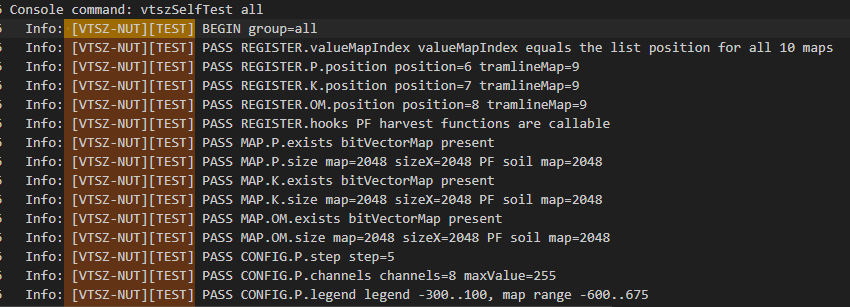 Console command: vtszSelfTest all
Info: [VTSZ-NUT][TEST] BEGIN group=all
Info: [VTSZ-NUT][TEST] PASS REGISTER.valueMapIndex valueMapIndex equals the list position for all 10 maps
Info: [VTSZ-NUT][TEST] PASS REGISTER.P.position position=6 tramlineMap=9
Info: [VTSZ-NUT][TEST] PASS REGISTER.K.position position=7 tramlineMap=9
Info: [VTSZ-NUT][TEST] PASS REGISTER.OM.position position=8 tramlineMap=9
Info: [VTSZ-NUT][TEST] PASS REGISTER.hooks PF harvest functions are callable
Info: [VTSZ-NUT][TEST] PASS MAP.P.exists bitVectorMap present
Info: [VTSZ-NUT][TEST] PASS MAP.P.size map=2048 sizeX=2048 PF soil map=2048
Info: [VTSZ-NUT][TEST] PASS MAP.K.exists bitVectorMap present
Info: [VTSZ-NUT][TEST] PASS MAP.K.size map=2048 sizeX=2048 PF soil map=2048
Info: [VTSZ-NUT][TEST] PASS MAP.OM.exists bitVectorMap present
Info: [VTSZ-NUT][TEST] PASS MAP.OM.size map=2048 sizeX=2048 PF soil map=2048
Info: [VTSZ-NUT][TEST] PASS CONFIG.P.step step=5
Info: [VTSZ-NUT][TEST] PASS CONFIG.P.channels channels=8 maxValue=255
Info: [VTSZ-NUT][TEST] PASS CONFIG.P.legend legend -300..100, map range -600..675